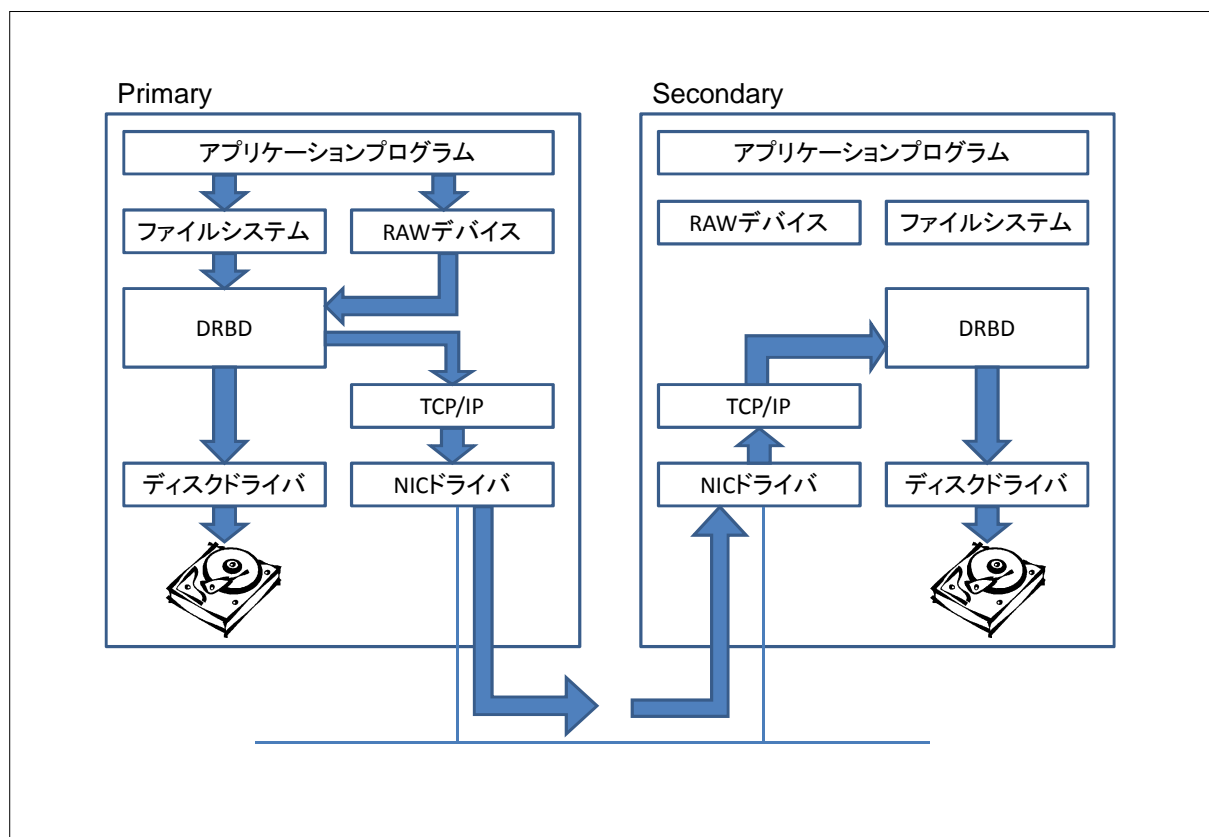 Primary
アプリケーションプログラム
ファイルシステム
RAWデバイス
DRBD
TCP/IP
ディスクドライバ
NICドライバ
Secondary
アプリケーションプログラム
RAWデバイス
ファイルシステム
DRBD
TCP/IP
NICドライバ
ディスクドライバ